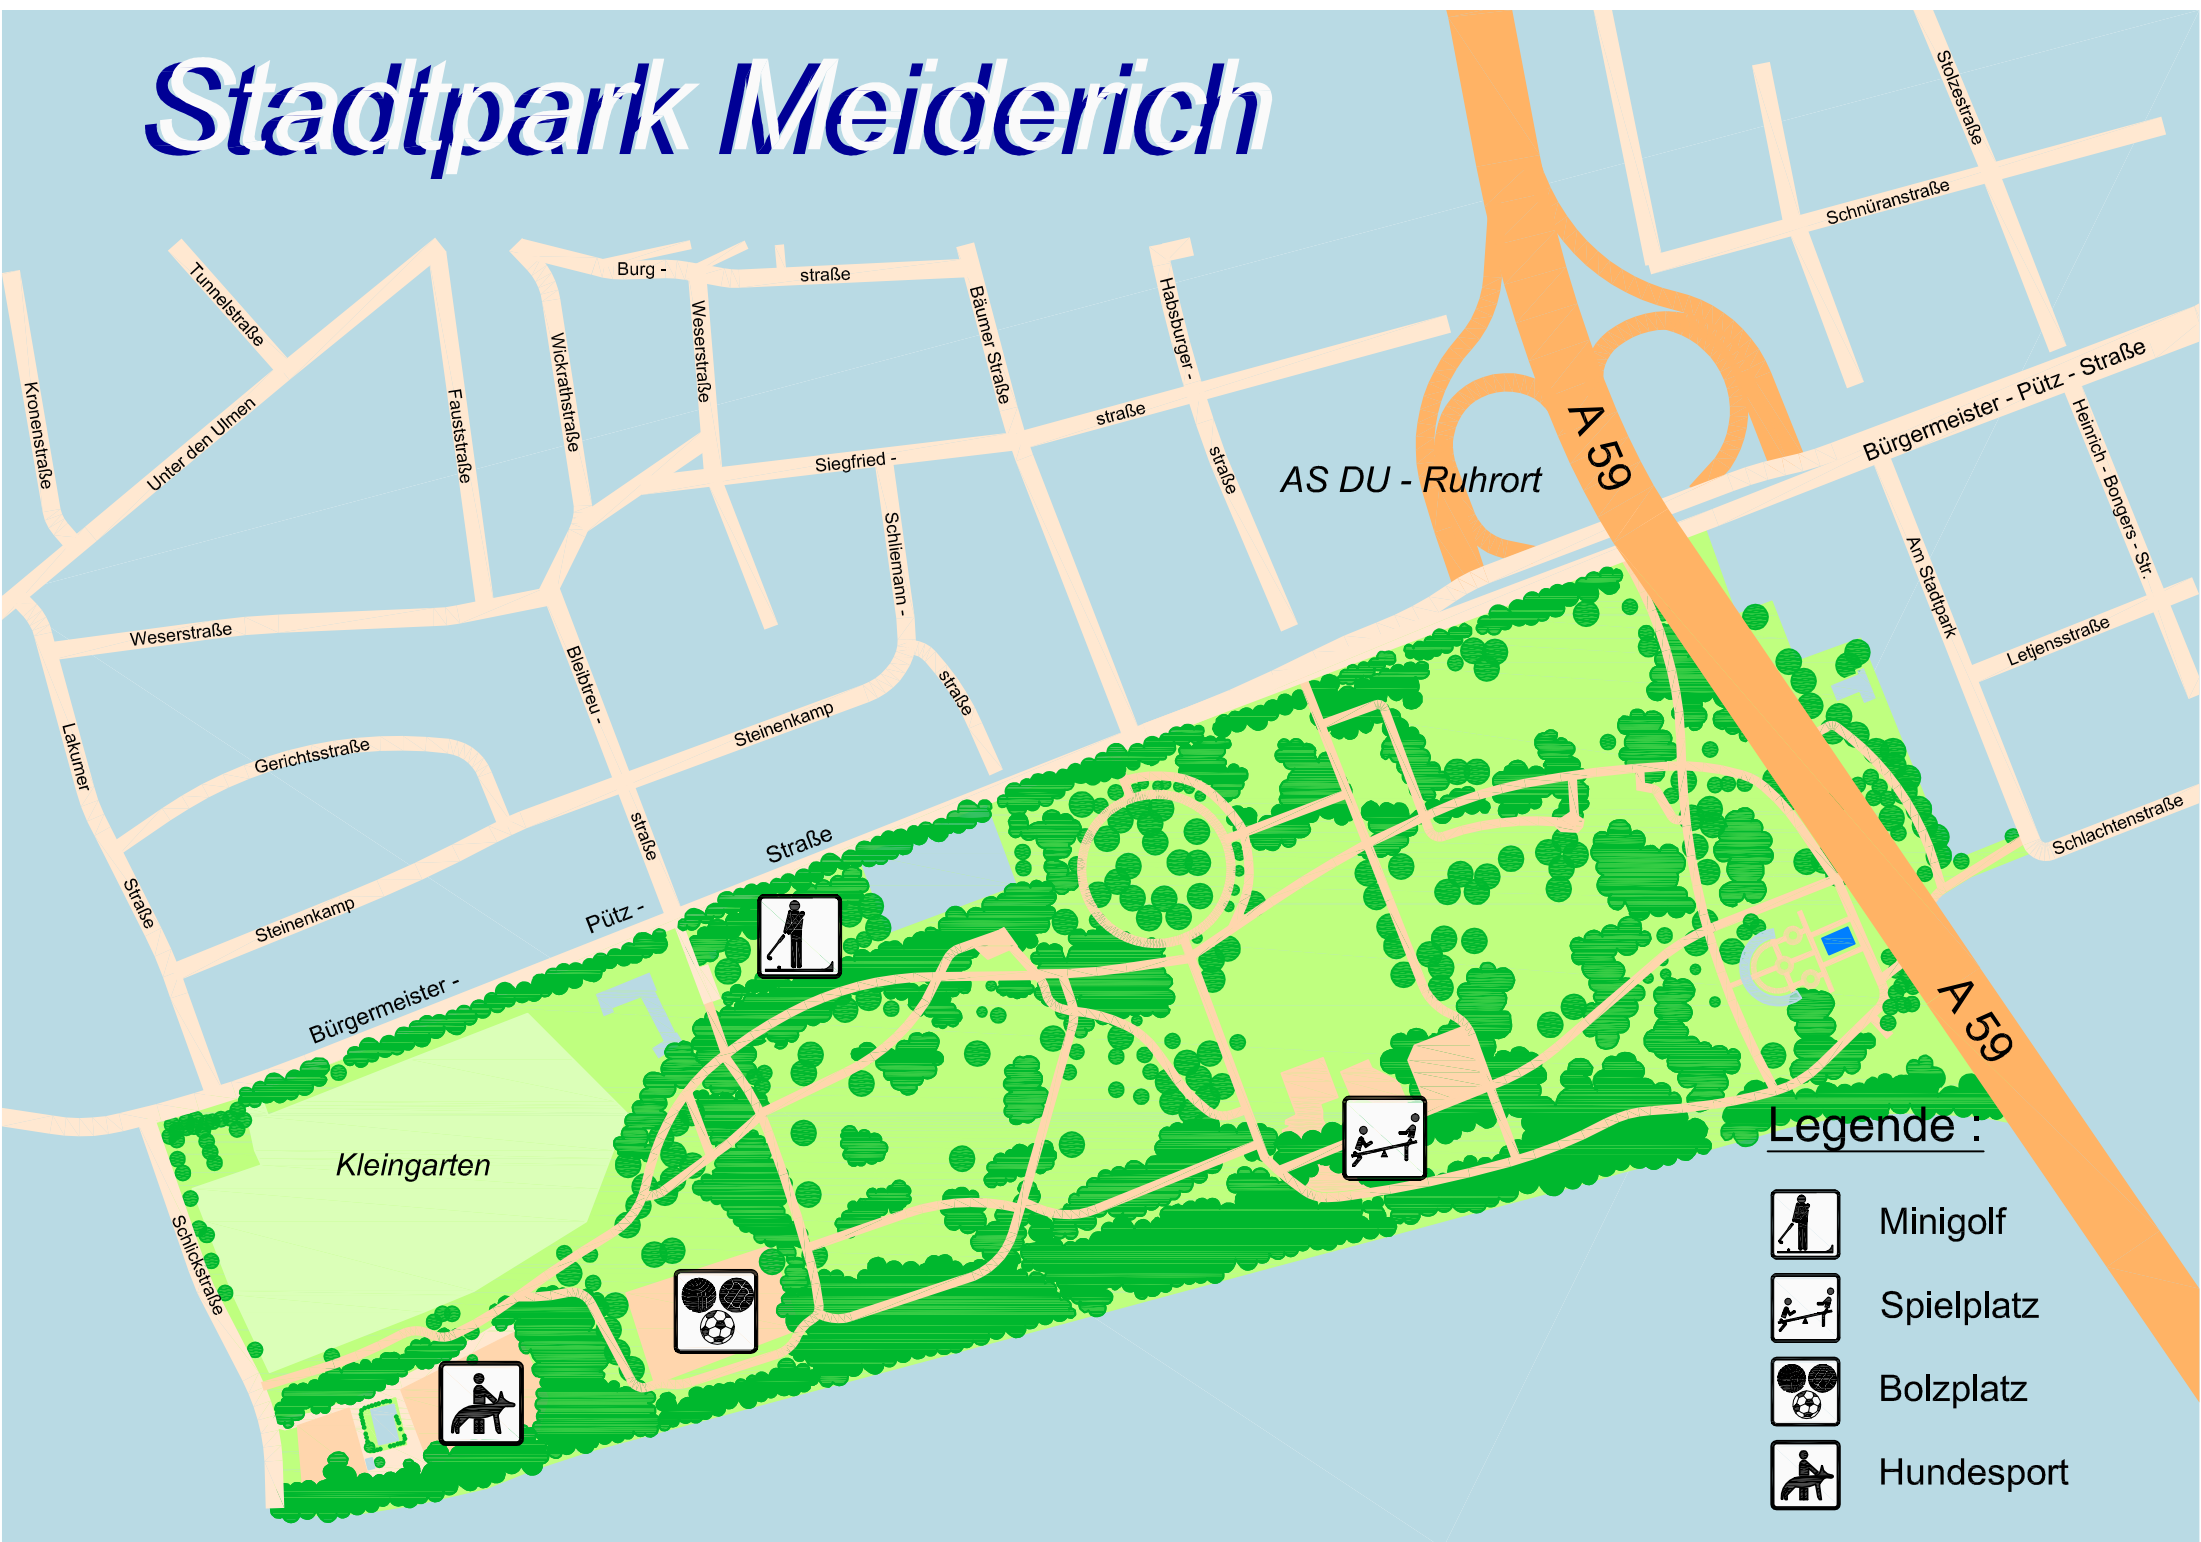 Stadtpark Meiderich
Stolzestraße
Schnüranstraße
Tunnelstraße
Burg -
straße
Bäumer Straße
Habsburger -
straße
Weserstraße
Wickrathstraße
Kronenstraße
Unter den Ulmen
Fauststraße
Siegfried -
straße
AS DU - Ruhrort
A 59
Bürgermeister - Pütz - Straße
Heinrich - Bongers - Str.
Am Stadtpark
Letjensstraße
Schlachtenstraße
Schliemann -
straße
Weserstraße
Bleibtreu -
straße
Steinenkamp
Gerichtsstraße
Lakumer
Straße
Steinenkamp
Bürgermeister -
Pütz -
Straße
A 59
Kleingarten
Schlickstraße
Legende :
Minigolf
Spielplatz
Bolzplatz
Hundesport